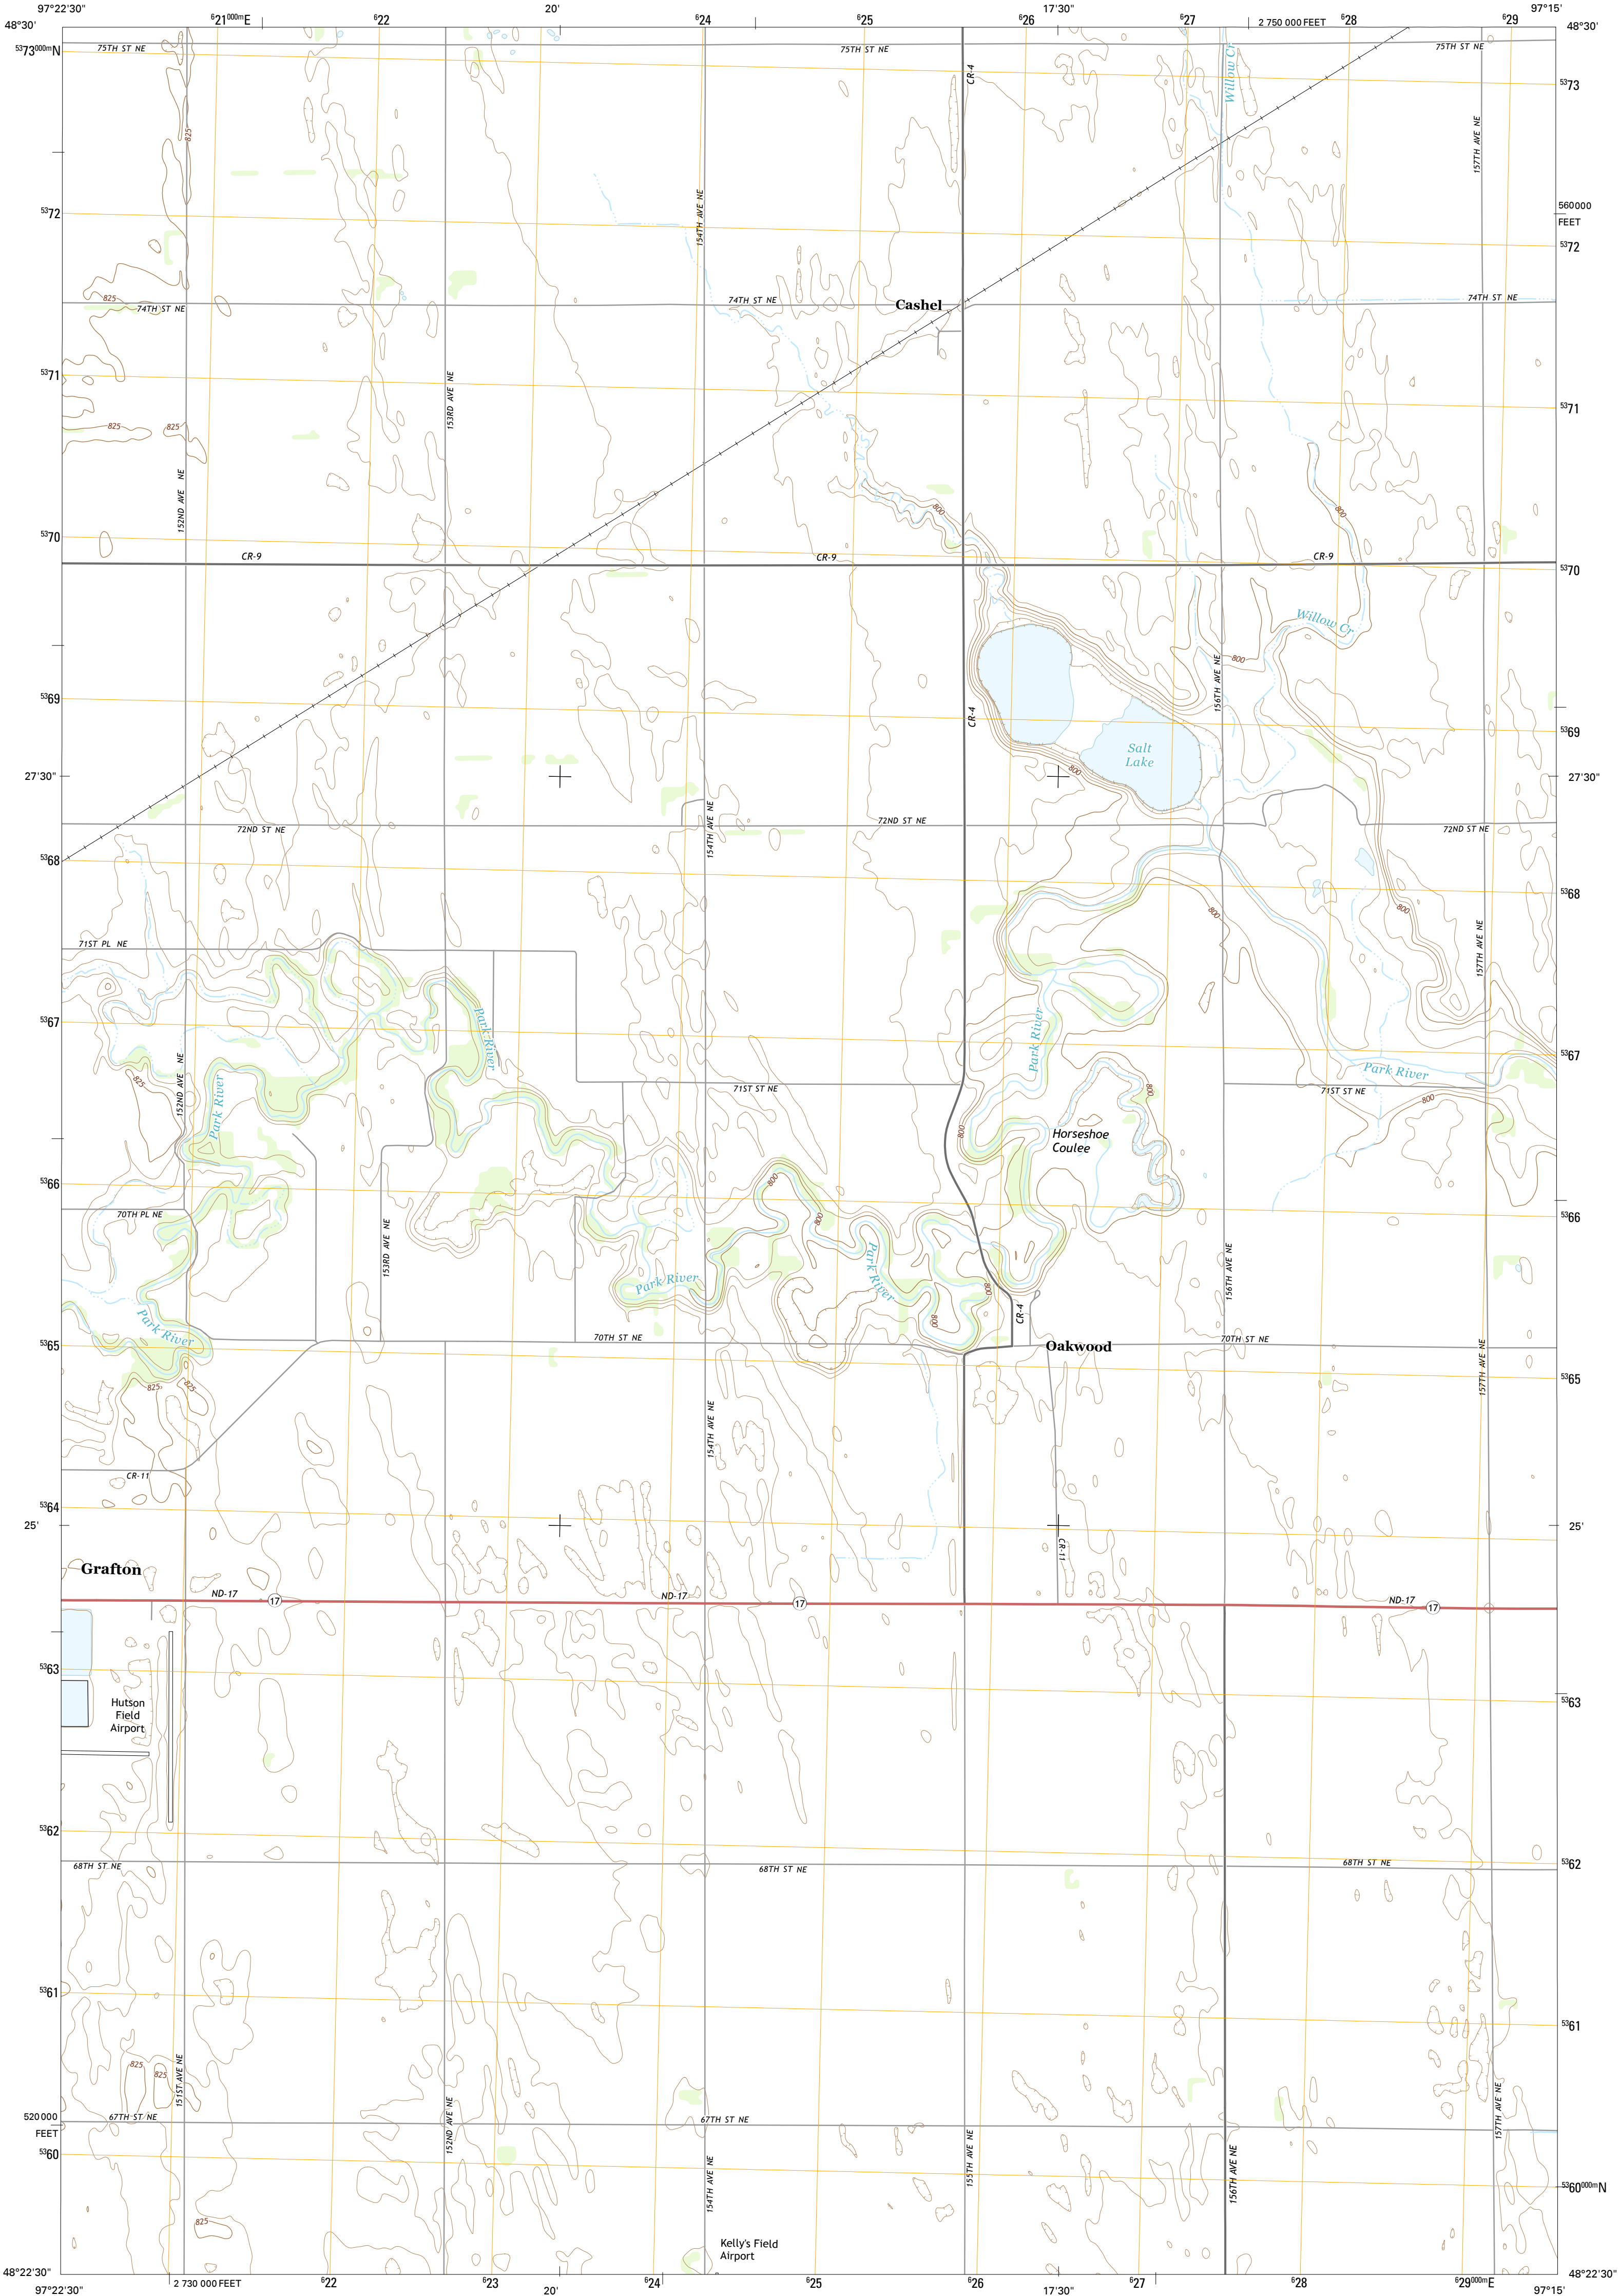 97°22'30" 621000mE 622 20' 624 625 17'30" 626 627 2 750 000 FEET 628 629 97°15'
48°30' 48°30'
5373000mN
75TH ST NE 75TH ST NE 75TH ST NE
CR-4
Willow Cr
5373
825
157TH AVE NE
5372
154TH AVE NE
560000
FEET
5372
825
74TH ST NE 74TH ST NE Cashel 74TH ST NE
5371
153RD AVE NE
5371
825 825
152ND AVE NE
800 800
5370
CR-9 CR-9 CR-9
5370
Willow Cr
800
156TH AVE NE
5369
CR-4
5369
Salt
Lake
27'30" 800 27'30"
72ND ST NE 154TH AVE NE 72ND ST NE 72ND ST NE
5368
5368
800 800
71ST PL NE
157TH AVE NE
5367
Park River
Park River
5367
Park River
825
152ND AVE NE
Park River
71ST ST NE 800 71ST ST NE
800
800
Horseshoe
Coulee
5366
800
70TH PL NE
800
5366
153RD AVE NE
Park River
Park River
156TH AVE NE
800
CR-4
800
Park River
5365
70TH ST NE Oakwood 70TH ST NE
157TH AVE NE
5365
825 825
154TH AVE NE
CR-11
5364
25' 25'
CR-11
Grafton
ND-17 17 ND-17 17 ND-17 17
5363
Hutson
Field
Airport
5363
5362
68TH ST NE 68TH ST NE 68TH ST NE
5362
5361
5361
825
825
151ST AVE NE
520 000
FEET
67TH ST NE 152ND AVE NE 67TH ST NE 157TH AVE NE
5360
154TH AVE NE 155TH AVE NE 156TH AVE NE
5360000mN
825
Kelly's Field
Airport
48°22'30" 48°22'30"
97°22'30" 2 730 000 FEET 622 623 20' 624 625 626 17'30" 627 628 629000mE 97°15'